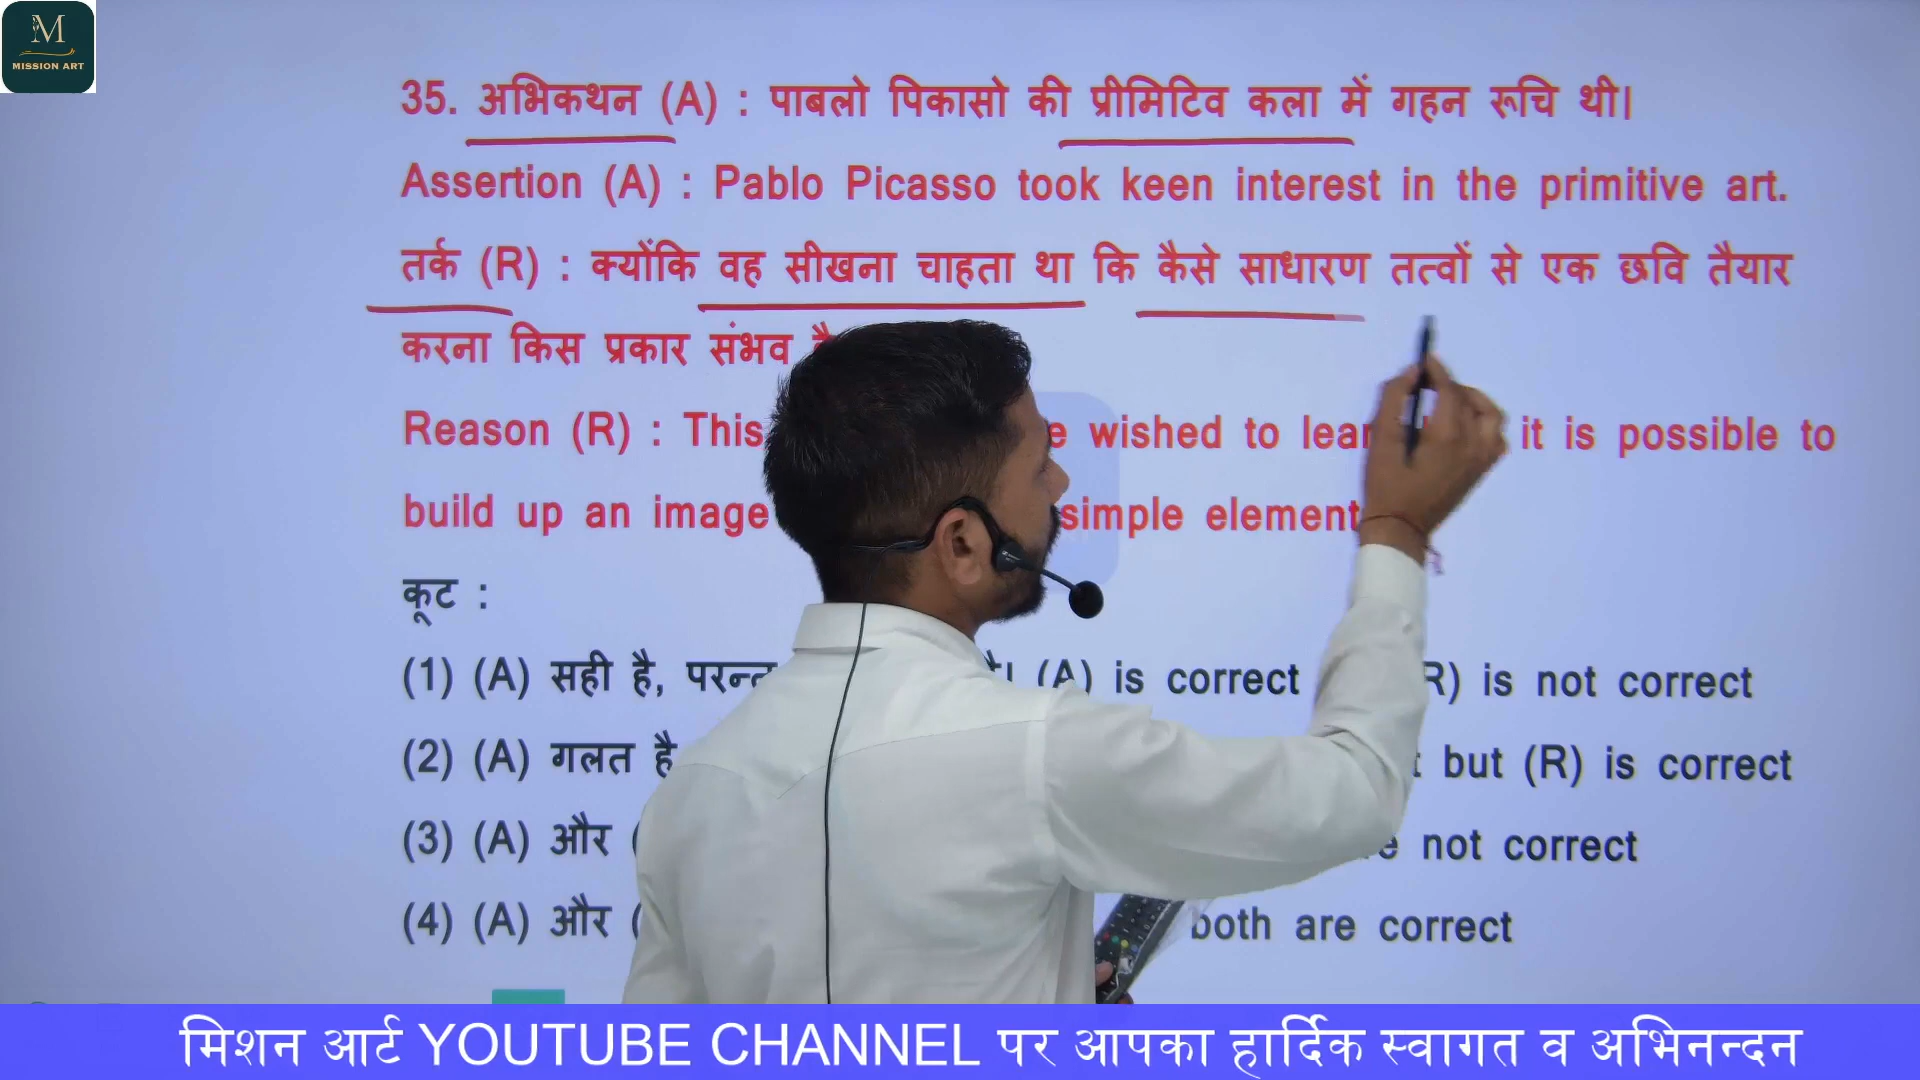 M
MISSION ART
35. अभिकथन (A) : पाबलो पिकासो की प्रीमिटिव कला में गहन रूचि थी।
Assertion (A) : Pablo Picasso took keen interest in the primitive art.
तर्क (R) : क्योंकि वह सीखना चाहता था कि कैसे साधारण तत्वों से एक छवि तैयार
करना किस प्रकार संभव
Reason (R) : This wished to it is possible to
build up an image simple
कूट :
(1) (A) सही है, (A) is correct R) is not correct
(2) (A) गलत है but (R) is correct
(3) (A) और not correct
(4) (A) और both are correct
मिशन आर्ट YOUTUBE CHANNEL पर आपका हार्दिक स्वागत व अभिनन्दन